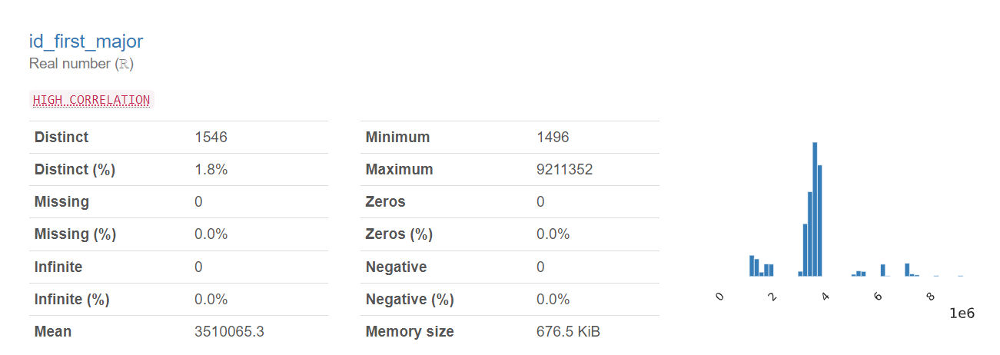 id_first_major
Real number (ℝ)
HIGH CORRELATION
Distinct 1546
Distinct (%) 1.8%
Missing 0
Missing (%) 0.0%
Infinite 0
Infinite (%) 0.0%
Mean 3510065.3
Minimum 1496
Maximum 9211352
Zeros 0
Zeros (%) 0.0%
Negative 0
Negative (%) 0.0%
Memory size 676.5 KiB
0 2 4 6 8
1e6